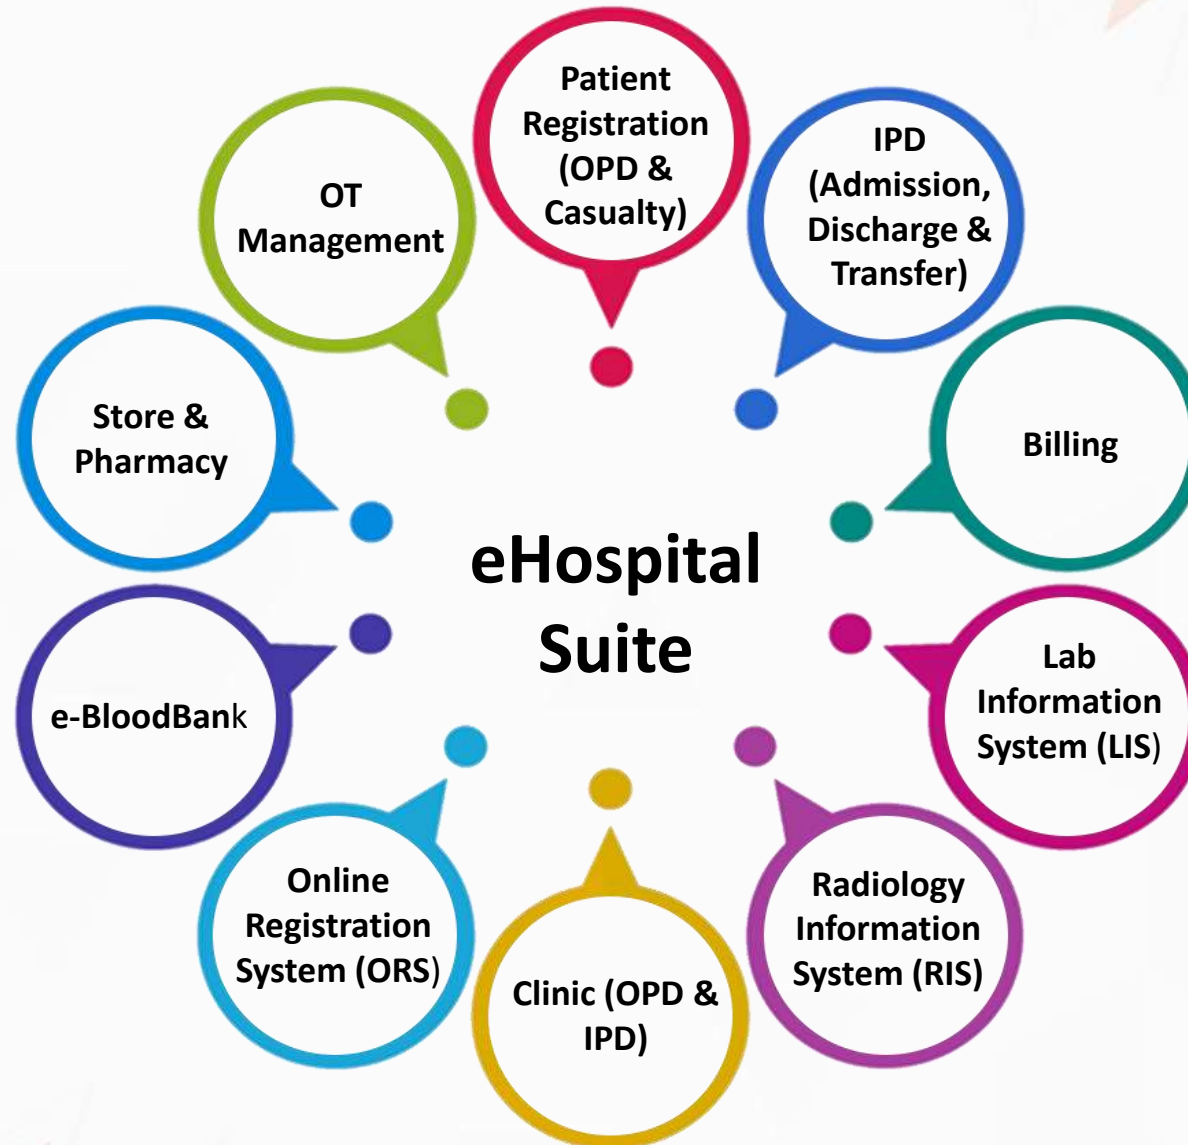 Patient
Registration
(OPD &
Casualty)
IPD
(Admission,
Discharge &
Transfer)
Billing
Lab
Information
System (LIS)
Radiology
Information
System (RIS)
Clinic (OPD &
IPD)
Online
Registration
System (ORS)
e-BloodBank
Store &
Pharmacy
OT
Management
eHospital
Suite